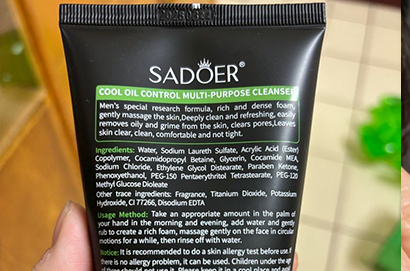 SADOER®
COOL OIL CONTROL MULTI-PURPOSE CLEANSER
Men's special research formula, rich and dense foam,
gently massage the skin,Deeply clean and refreshing, easily
removes oil and grime from the skin, clears pores,Leaves
skin clear, clean, comfortable and not tight.
Ingredients: Water, Sodium Laureth Sulfate, Acrylic Acid (Ester)
Copolymer, Cocamidopropyl Betaine, Glycerin, Cocamide MEA,
Sodium Chloride, Ethylene Glycol Distearate, Paraben Ketone,
Phenoxyethanol, PEG-150 Pentaerythritol Tetrastearate, PEG-120
Methyl Glucose Dioleate
Other trace ingredients: Fragrance, Titanium Dioxide, Potassium
Hydroxide, CI 77266, Disodium EDTA
Usage Method: Take an appropriate amount in the palm of
your hand in the morning and evening, add water and gently
rub to create a rich foam, massage gently on the face in circular
motions for a while, then rinse off with water.
Notice: It is recommended to do a skin allergy test before use. If
there is no allergy problem, it can be used. Children under the age